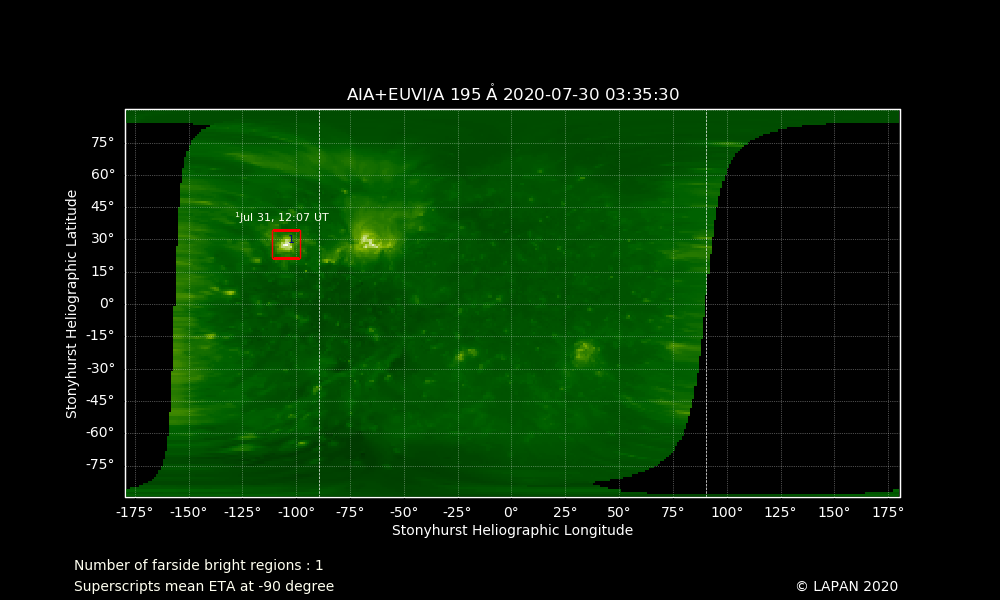 AIA+EUVI/A 195 Å 2020-07-30 03:35:30
75°
60°
45°
¹Jul 31, 12:07 UT
30°
15°
0°
-15°
-30°
-45°
-60°
-75°
Stonyhurst Heliographic Latitude
-175° -150° -125° -100° -75° -50° -25° 0° 25° 50° 75° 100° 125° 150° 175°
Stonyhurst Heliographic Longitude
Number of farside bright regions : 1
Superscripts mean ETA at -90 degree
© LAPAN 2020